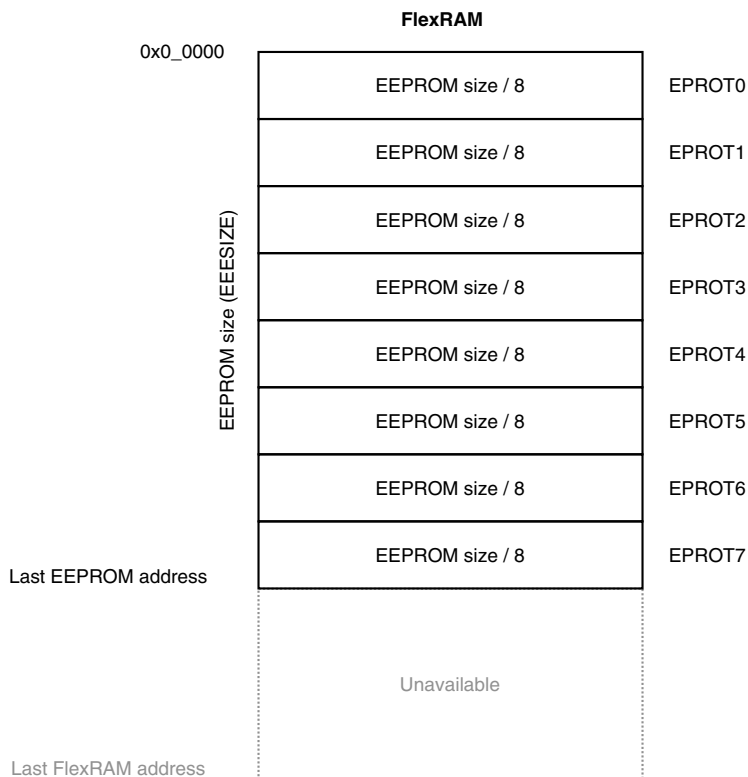 FlexRAM
0x0_0000
EEPROM size / 8 EPROT0
EEPROM size / 8 EPROT1
EEPROM size / 8 EPROT2
EEPROM size / 8 EPROT3
EEPROM size (EEESIZE)
EEPROM size / 8 EPROT4
EEPROM size / 8 EPROT5
EEPROM size / 8 EPROT6
EEPROM size / 8 EPROT7
Last EEPROM address
Unavailable
Last FlexRAM address